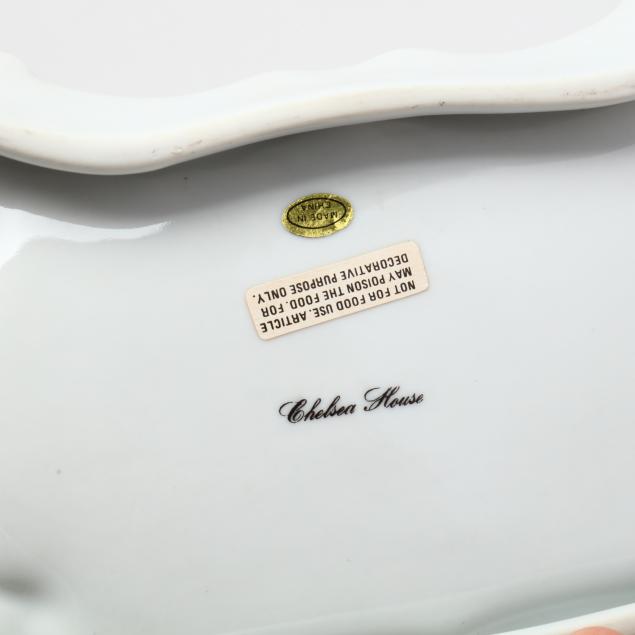 MADE IN
CHINA
NOT FOR FOOD USE. ARTICLE
MAY POISON THE FOOD. FOR
DECORATIVE PURPOSE ONLY.
Chelsea House